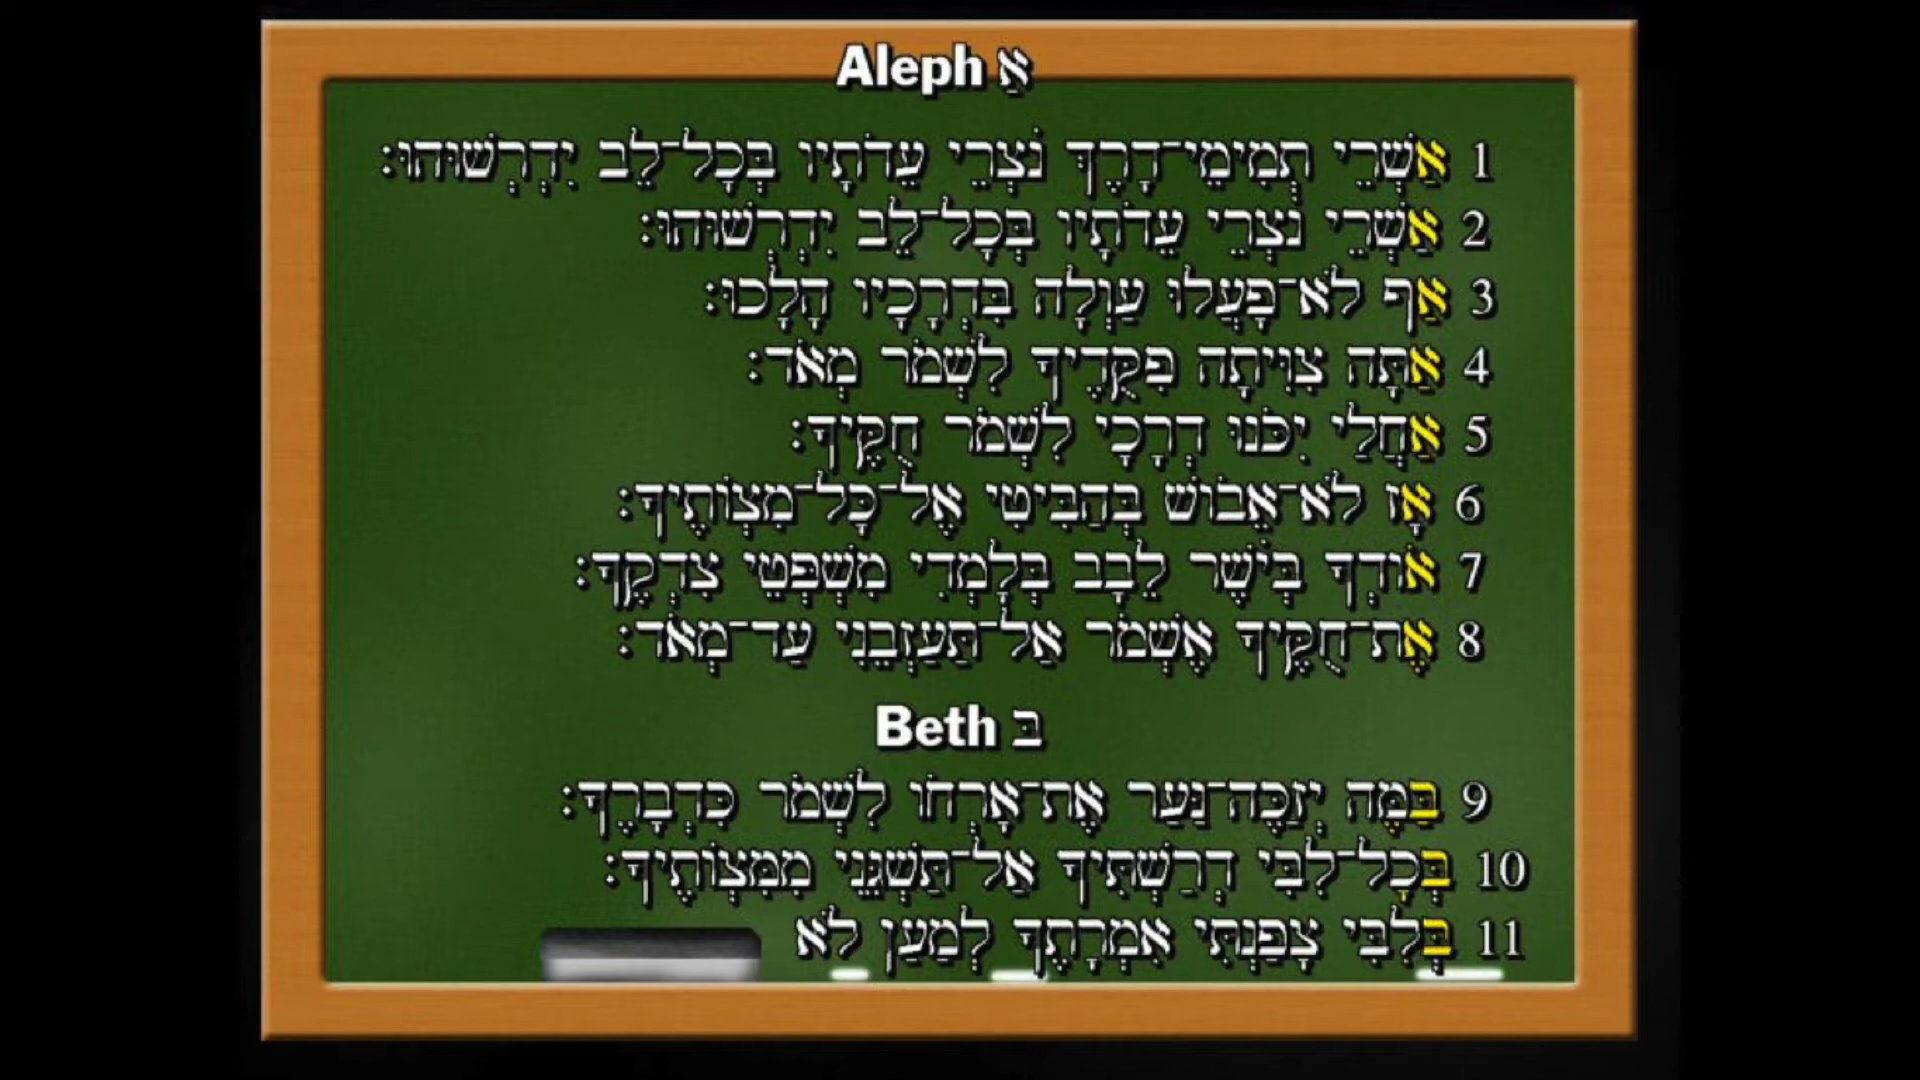 Aleph אַ
1 אַשְׁרֵי תְמִימֵי־דָרֶךְ נֹצְרֵי עֵדֹתָיו בְּכָל־לֵב יִדְרְשׁוּהוּ׃
2 אַשְׁרֵי נֹצְרֵי עֵדֹתָיו בְּכָל־לֵב יִדְרְשׁוּהוּ׃
3 אַף לֹא־פָעֲלוּ עַוְלָה בִּדְרָכָיו הָלָכוּ׃
4 אַתָּה צִוִּיתָה פִקֻּדֶיךָ לִשְׁמֹר מְאֹד׃
5 אַחֲלַי יִכֹּנוּ דְרָכָי לִשְׁמֹר חֻקֶּיךָ׃
6 אָז לֹא־אֵבוֹשׁ בְּהַבִּיטִי אֶל־כָּל־מִצְוֹתֶיךָ׃
7 אוֹדְךָ בְּיֹשֶׁר לֵבָב בְּלָמְדִי מִשְׁפְּטֵי צִדְקֶךָ׃
8 אֶת־חֻקֶּיךָ אֶשְׁמֹר אַל־תַּעַזְבֵנִי עַד־מְאֹד׃
Beth בּ
9 בַּמֶּה יְזַכֶּה־נַּעַר אֶת־אָרְחוֹ לִשְׁמֹר כִּדְבָרֶךָ׃
10 בְּכָל־לִבִּי דְרַשְׁתִּיךָ אַל־תַּשְׁגֵּנִי מִמִּצְוֹתֶיךָ׃
11 בְּלִבִּי צָפַנְתִּי אִמְרָתֶךָ לְמַעַן לֹא